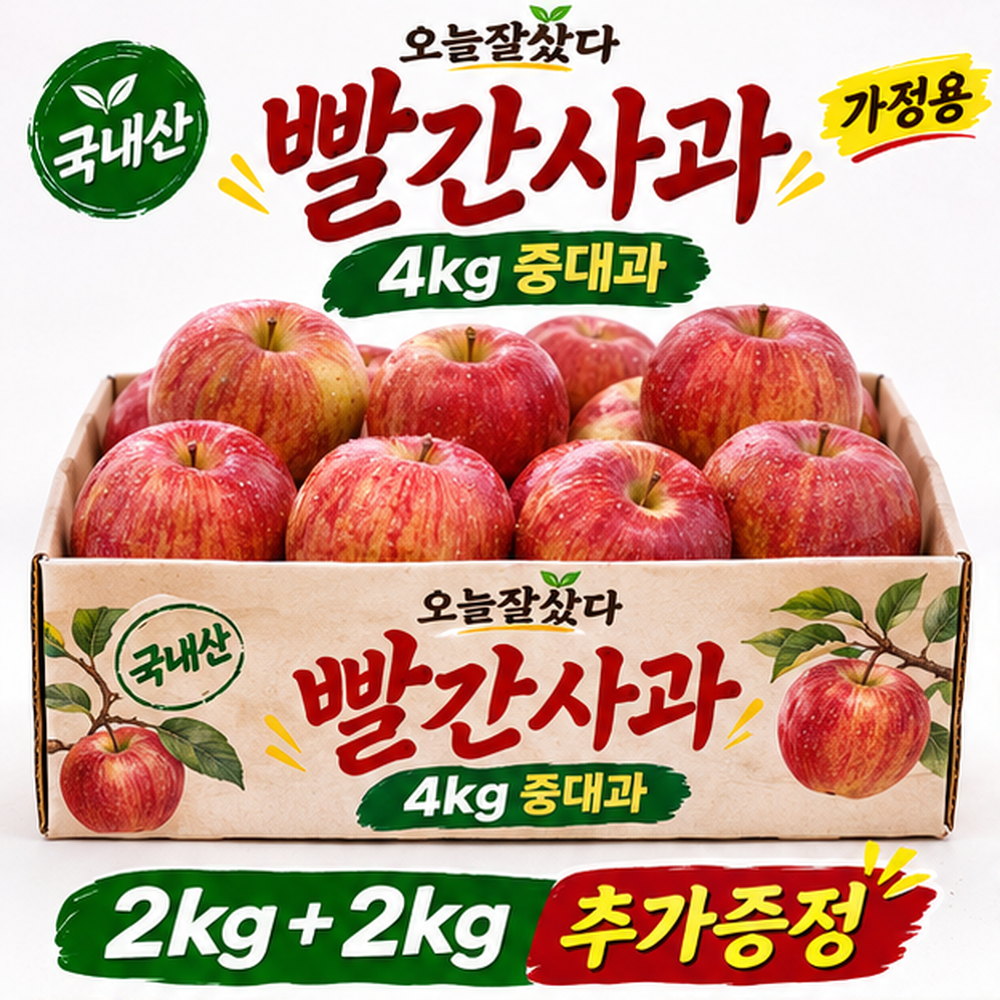 오늘잘샀다
국내산
빨간사과
가정용
4kg 중대과
오늘잘샀다
국내산
빨간사과
4kg 중대과
2kg+2kg 추가증정